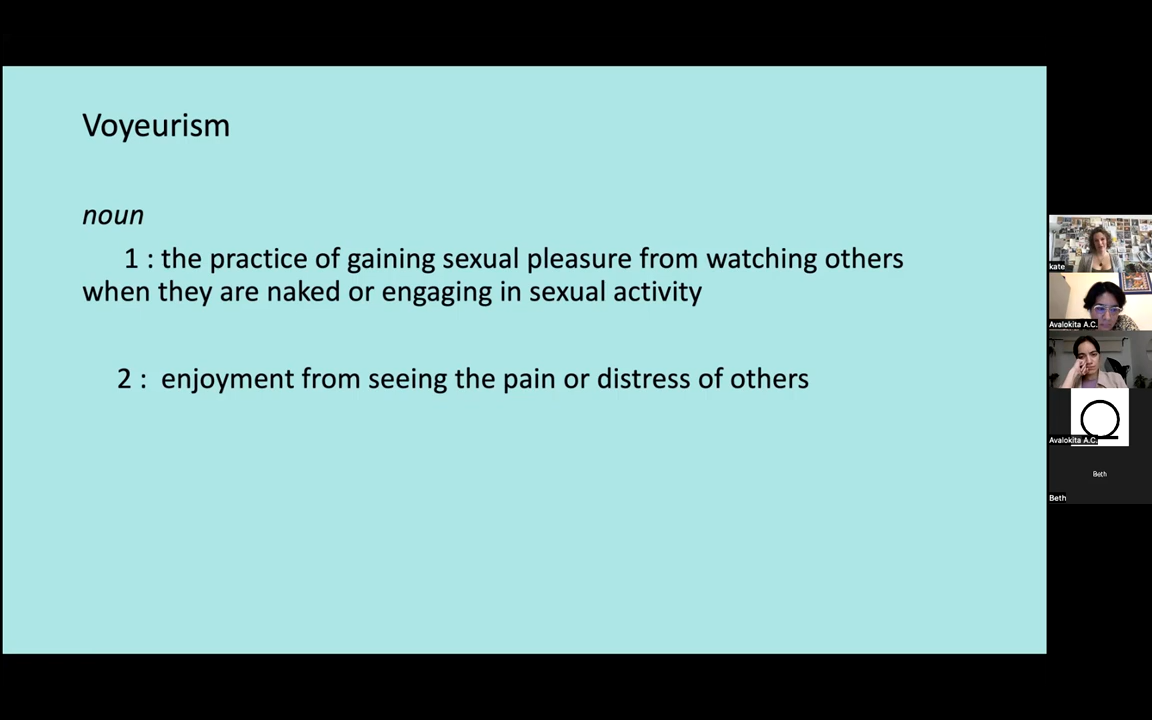 Voyeurism
noun
1 : the practice of gaining sexual pleasure from watching others
when they are naked or engaging in sexual activity
2 :  enjoyment from seeing the pain or distress of others
kate
Avalokita A.C.
Avalokita A.C.
Beth
Beth